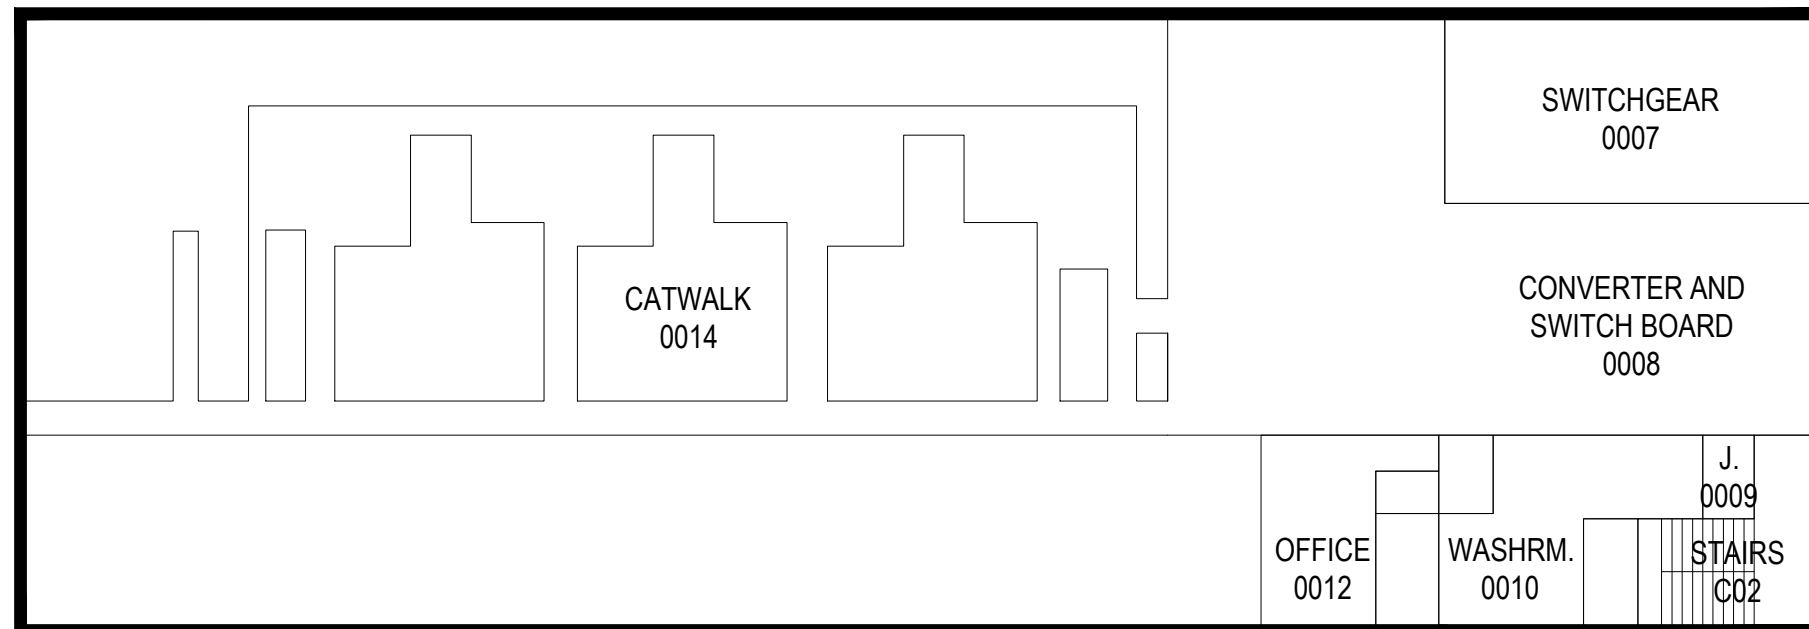 SWITCHGEAR
0007
CATWALK
0014
CONVERTER AND
SWITCH BOARD
0008
J.
0009
OFFICE
0012
WASHRM.
0010
STAIRS
C02